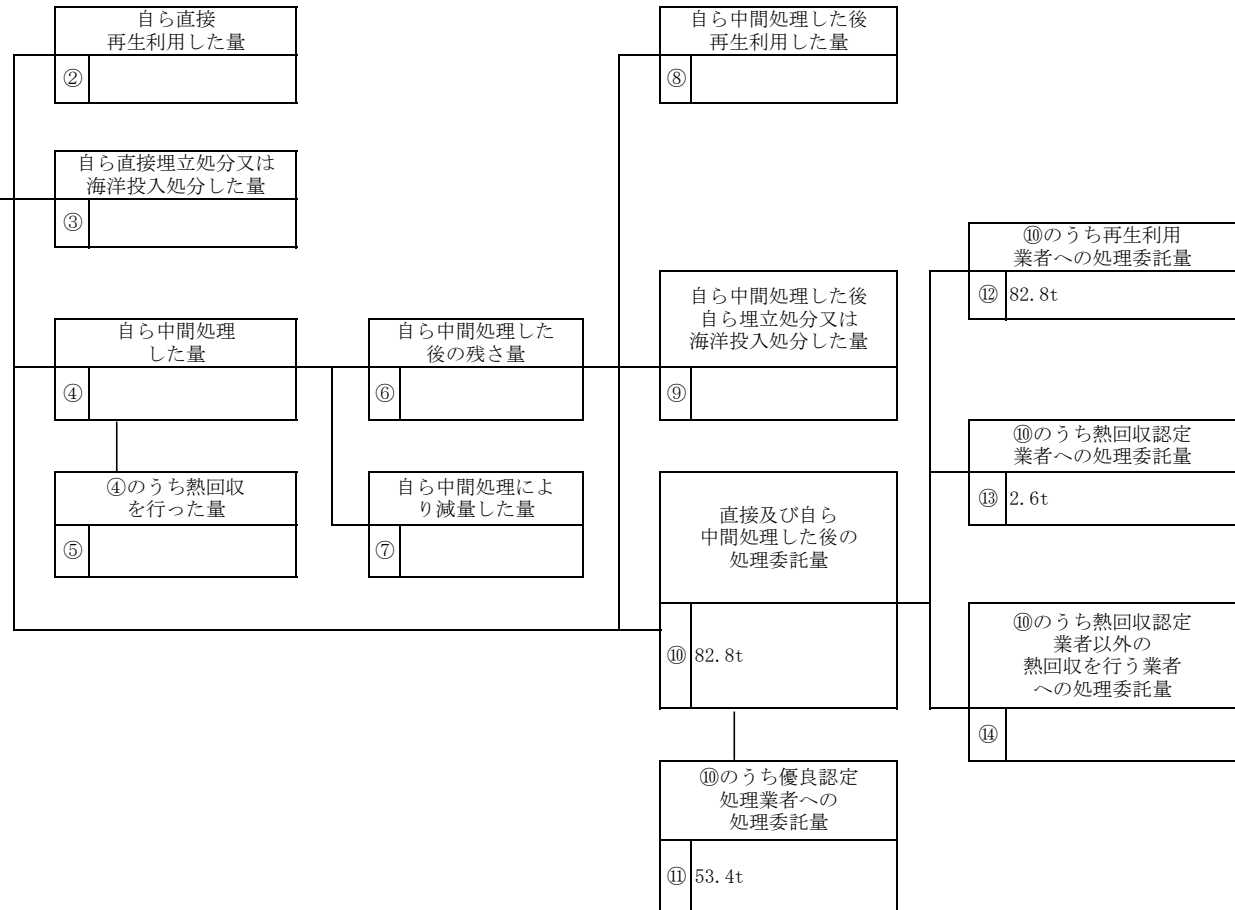 自ら直接
再生利用した量
②
自ら直接埋立処分又は
海洋投入処分した量
③
自ら中間処理
した量
④
④のうち熱回収
を行った量
⑤
自ら中間処理した
後の残さ量
⑥
自ら中間処理によ
り減量した量
⑦
自ら中間処理した後
再生利用した量
⑧
自ら中間処理した後
自ら埋立処分又は
海洋投入処分した量
⑨
直接及び自ら
中間処理した後の
処理委託量
⑩ 82.8t
⑩のうち優良認定
処理業者への
処理委託量
⑪ 53.4t
⑩のうち再生利用
業者への処理委託量
⑫ 82.8t
⑩のうち熱回収認定
業者への処理委託量
⑬ 2.6t
⑩のうち熱回収認定
業者以外の
熱回収を行う業者
への処理委託量
⑭